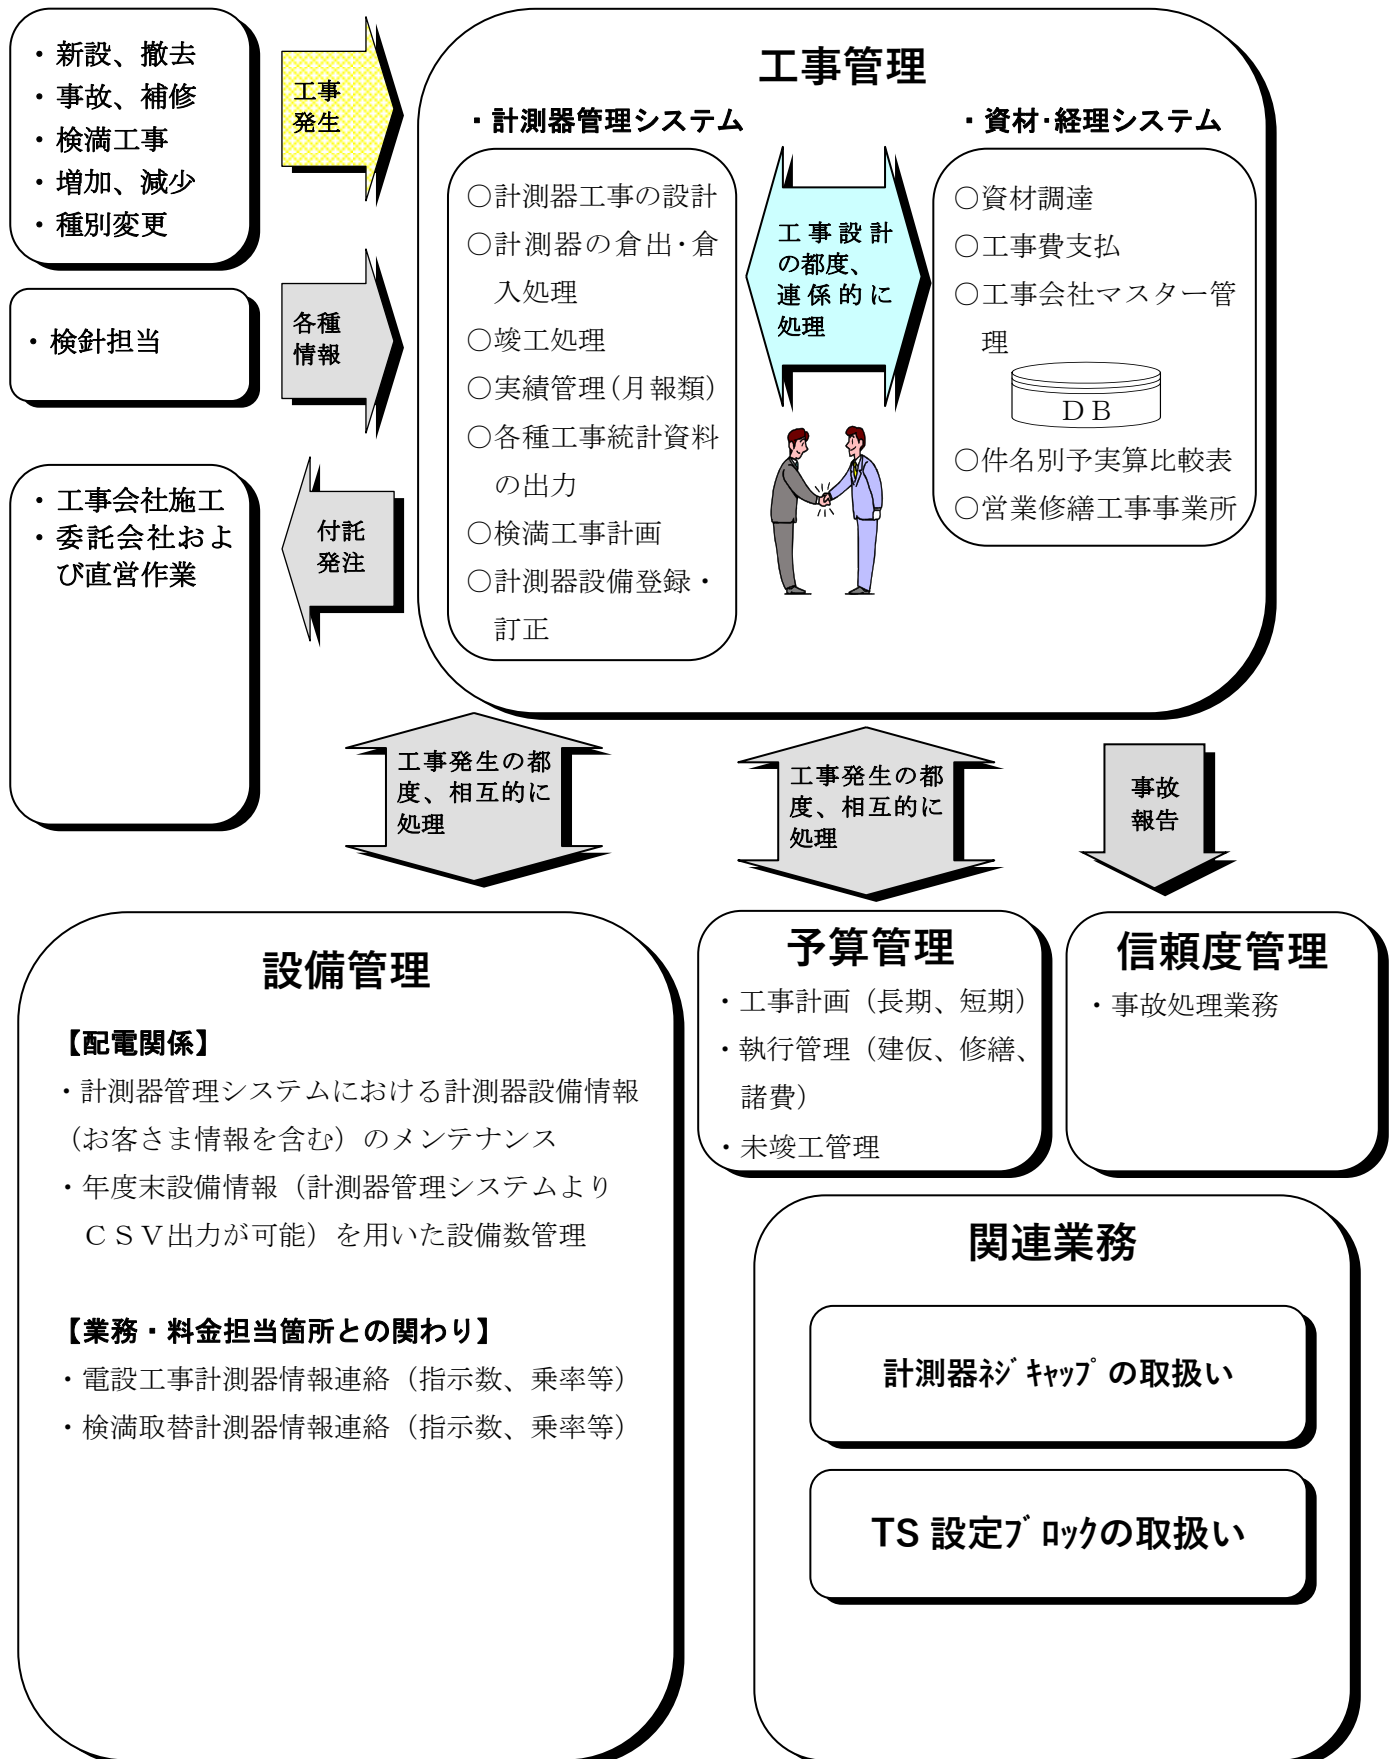 ・新設、撤去
・事故、補修
・検満工事
・増加、減少
・種別変更
工事
発生
・検針担当
各種
情報
・工事会社施工
・委託会社およ
び直営作業
付託
発注
工事管理
・計測器管理システム
○計測器工事の設計
○計測器の倉出･倉
入処理
○竣工処理
○実績管理(月報類)
○各種工事統計資料
の出力
○検満工事計画
○計測器設備登録・
訂正
工事設計
の都度、
連係的に
処理
・資材･経理システム
○資材調達
○工事費支払
○工事会社マスター管
理
ＤＢ
○件名別予実算比較表
○営業修繕工事事業所
工事発生の都
度、相互的に
処理
工事発生の都
度、相互的に
処理
事故
報告
設備管理
【配電関係】
・計測器管理システムにおける計測器設備情報
（お客さま情報を含む）のメンテナンス
・年度末設備情報（計測器管理システムより
ＣＳＶ出力が可能）を用いた設備数管理
【業務・料金担当箇所との関わり】
・電設工事計測器情報連絡（指示数、乗率等）
・検満取替計測器情報連絡（指示数、乗率等）
予算管理
・工事計画（長期、短期）
・執行管理（建仮、修繕、
諸費）
・未竣工管理
信頼度管理
・事故処理業務
関連業務
計測器ﾈｼﾞｷｬｯﾌﾟの取扱い
TS 設定ﾌﾞﾛｯｸの取扱い